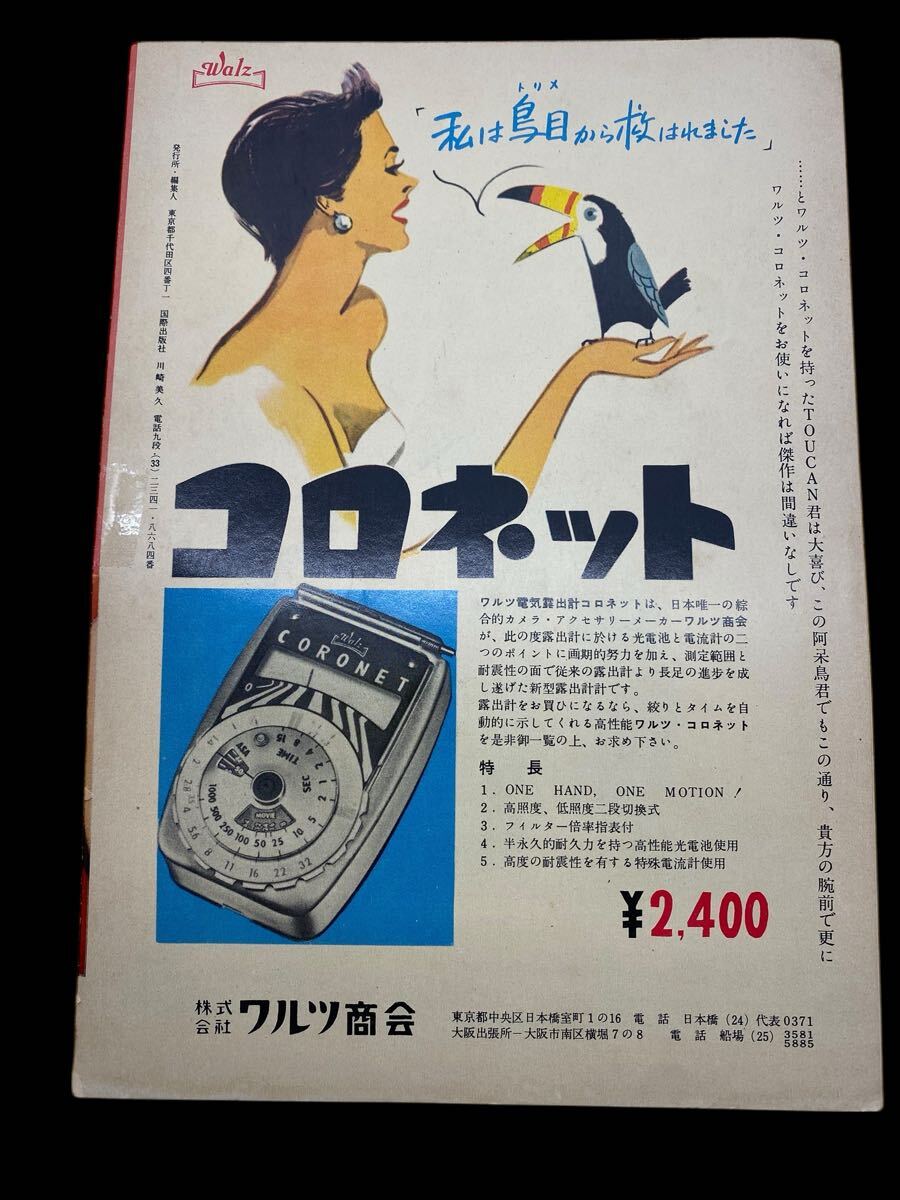 Walz
トリメ
「私は鳥目から救はれました」
……とワルツ・コロネットを持ったTOUCAN君は大喜び、この阿呆鳥君でもこの通り、貴方の腕前で更に
ワルツ・コロネットをお使いになれば傑作は間違いなしです
発行所・編集人　東京都千代田区四番丁一　国際出版社　川崎美久　電話九段(33)二三四一・八六八四番
コロネット
Walz
CORONET
TIME
SEC
ASA
MOVIE
ワルツ電気露出計コロネットは、日本唯一の綜
合的カメラ・アクセサリーメーカーワルツ商会
が、此の度露出計に於ける光電池と電流計の二
つのポイントに画期的努力を加え、測定範囲と
耐震性の面で従来の露出計より長足の進歩を成
し遂げた新型露出計計です。
露出計をお買ひになるなら、絞りとタイムを自
動的に示してくれる高性能ワルツ・コロネット
を是非御一覧の上、お求め下さい。
特　長
1．ONE HAND, ONE MOTION！
2．高照度、低照度二段切換式
3．フィルター倍率指表付
4．半永久的耐久力を持つ高性能光電池使用
5．高度の耐震性を有する特殊電流計使用
¥2,400
株式会社 ワルツ商会
東京都中央区日本橋室町1の16　電話　日本橋（24）代表0371
大阪出張所－大阪市南区横堀7の8　電話　船場（25）3581
5885